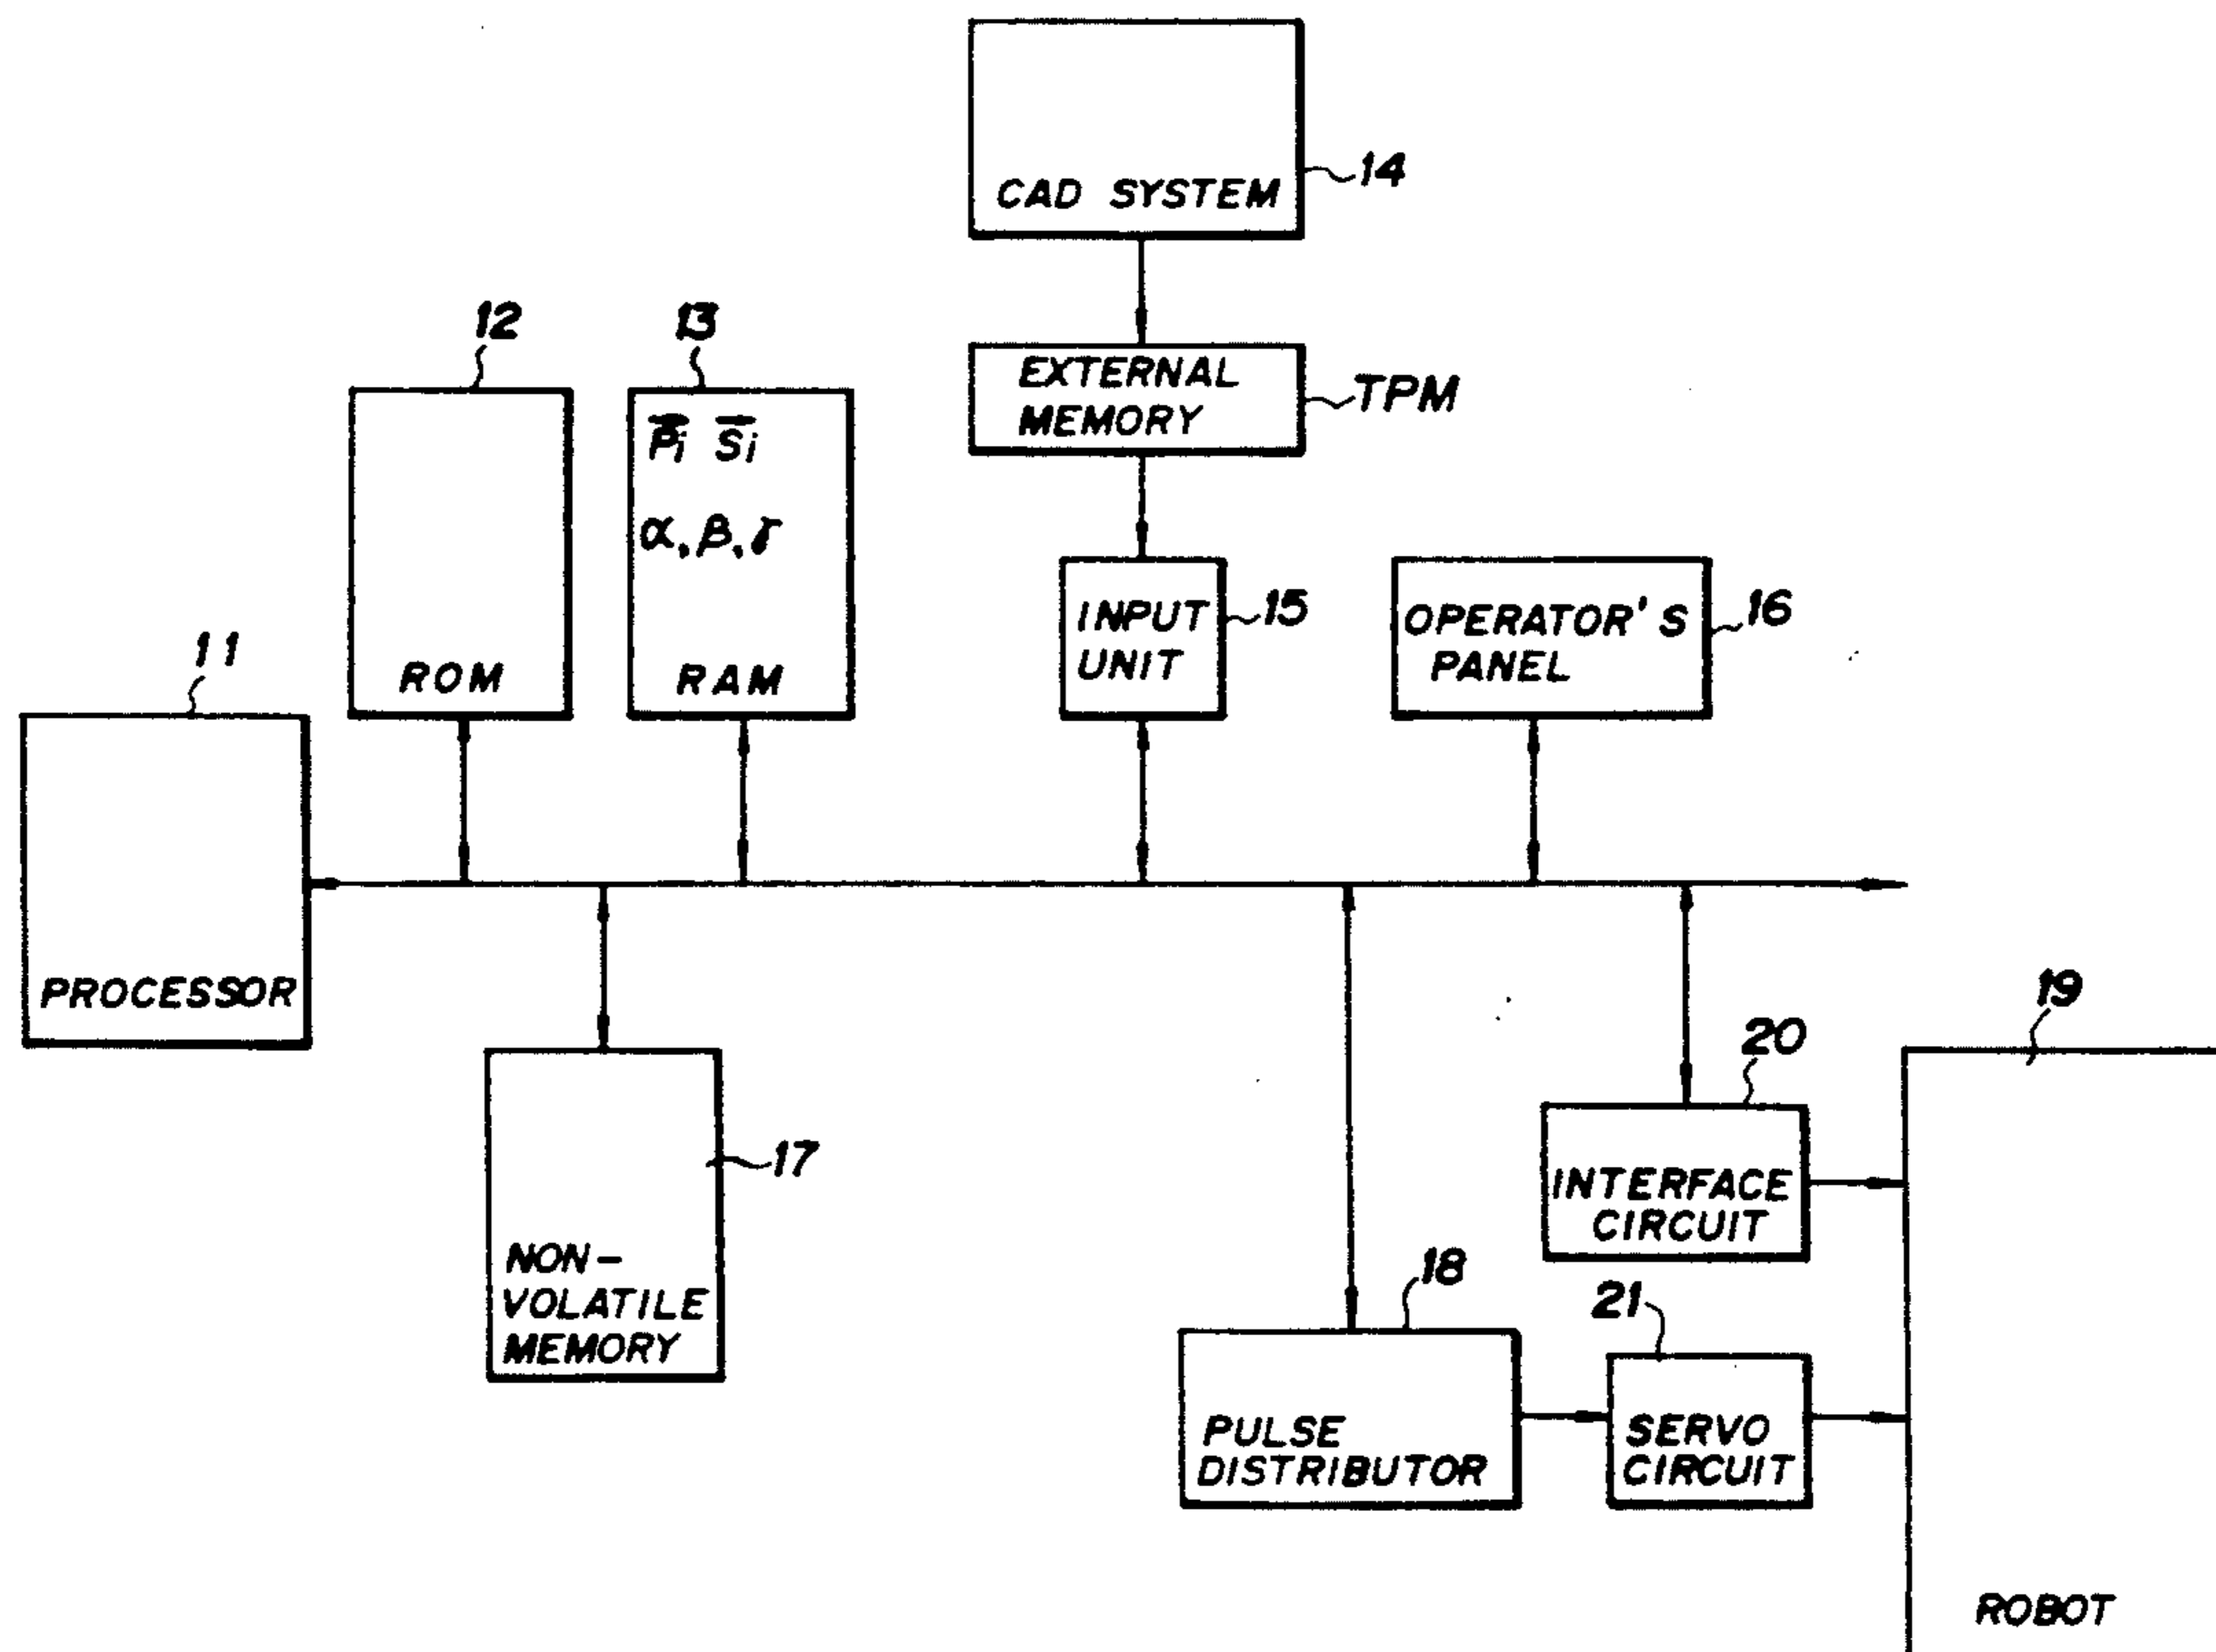 CAD SYSTEM
14
EXTERNAL
MEMORY
TPM
12
13
P̅i S̅i
α, β, γ
ROM
RAM
INPUT
UNIT
15
OPERATOR'S
PANEL
16
11
PROCESSOR
17
NON-
VOLATILE
MEMORY
19
20
INTERFACE
CIRCUIT
18
PULSE
DISTRIBUTOR
21
SERVO
CIRCUIT
ROBOT